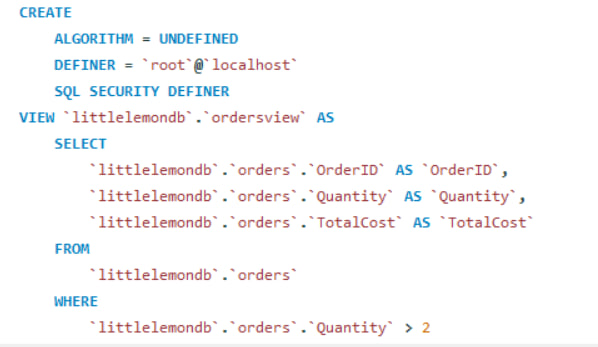 CREATE
    ALGORITHM = UNDEFINED
    DEFINER = `root`@`localhost`
    SQL SECURITY DEFINER
VIEW `littlelemondb`.`ordersview` AS
    SELECT
        `littlelemondb`.`orders`.`OrderID` AS `OrderID`,
        `littlelemondb`.`orders`.`Quantity` AS `Quantity`,
        `littlelemondb`.`orders`.`TotalCost` AS `TotalCost`
    FROM
        `littlelemondb`.`orders`
    WHERE
        `littlelemondb`.`orders`.`Quantity` > 2